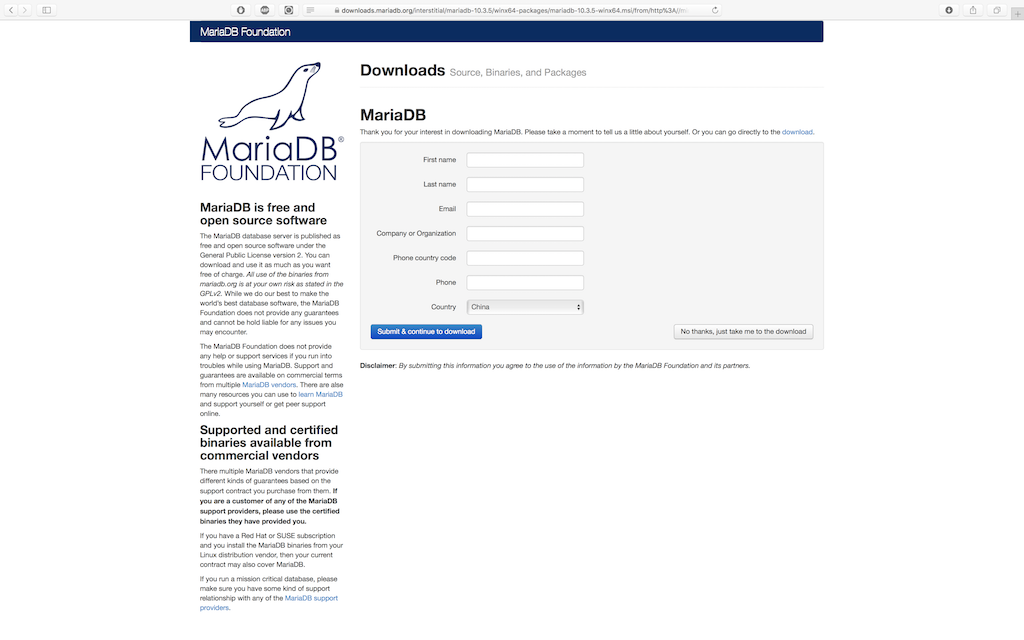 downloads.mariadb.org/interstitial/mariadb-10.3.5/winx64-packages/mariadb-10.3.5-winx64.msi/from/http%3A//
MariaDB Foundation
MariaDB®
FOUNDATION
MariaDB is free and
open source software
The MariaDB database server is published as
free and open source software under the
General Public License version 2. You can
download and use it as much as you want
free of charge. All use of the binaries from
mariadb.org is at your own risk as stated in the
GPLv2. While we do our best to make the
world's best database software, the MariaDB
Foundation does not provide any guarantees
and cannot be hold liable for any issues you
may encounter.
The MariaDB Foundation does not provide
any help or support services if you run into
troubles while using MariaDB. Support and
guarantees are available on commercial terms
from multiple MariaDB vendors. There are alse
many resources you can use to learn MariaDB
and support yourself or get peer support
online.
Supported and certified
binaries available from
commercial vendors
There multiple MariaDB vendors that provide
different kinds of guarantees based on the
support contract you purchase from them. If
you are a customer of any of the MariaDB
support providers, please use the certified
binaries they have provided you.
If you have a Red Hat or SUSE subscription
and you install the MariaDB binaries from your
Linux distribution vendor, then your current
contract may also cover MariaDB.
If you run a mission critical database, please
make sure you have some kind of support
relationship with any of the MariaDB support
providers.
Downloads Source, Binaries, and Packages
MariaDB
Thank you for your interest in downloading MariaDB. Please take a moment to tell us a little about yourself. Or you can go directly to the download.
First name
Last name
Email
Company or Organization
Phone country code
Phone
Country China
Submit & continue to download No thanks, just take me to the download
Disclaimer: By submitting this information you agree to the use of the information by the MariaDB Foundation and its partners.